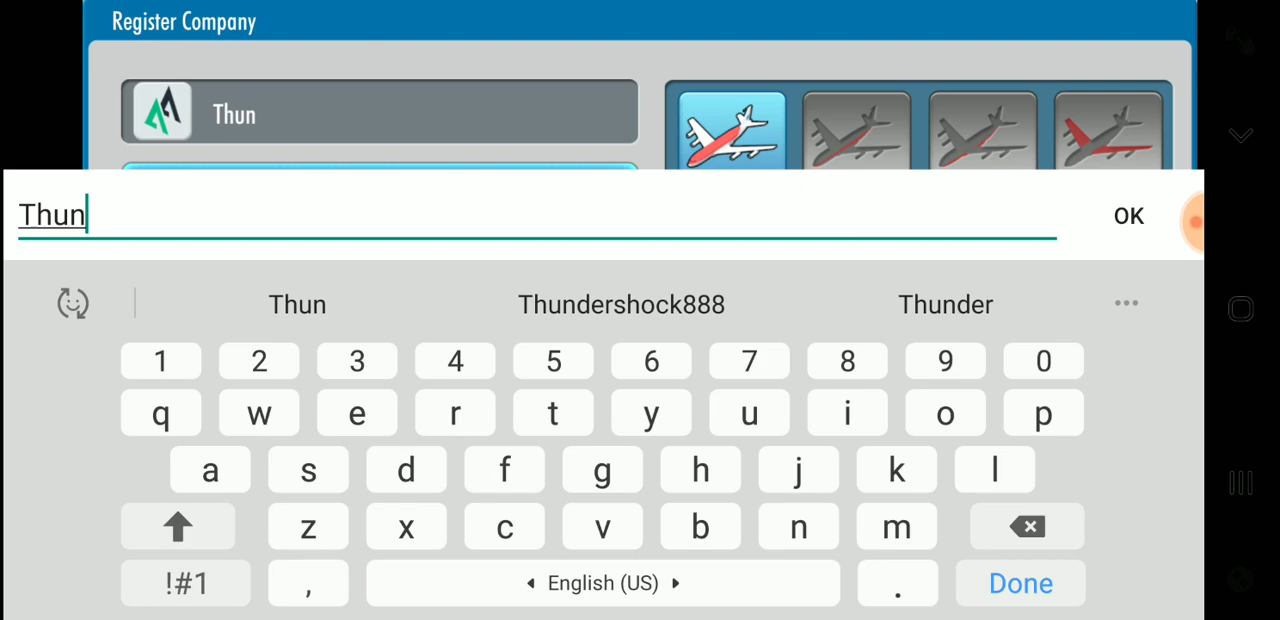 Register Company
Thun
Thun
OK
Thun Thundershock888 Thunder
1 2 3 4 5 6 7 8 9 0
q w e r t y u i o p
a s d f g h j k l
z x c v b n m
!#1 , English (US) . Done